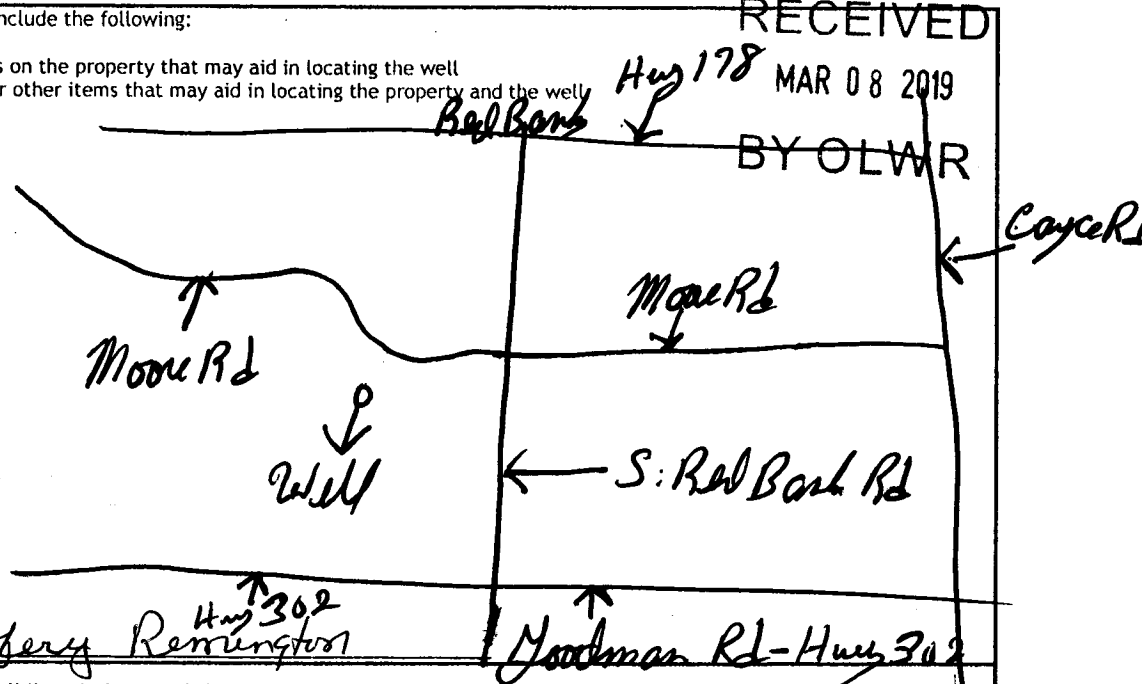 nclude the following:
RECEIVED
s on the property that may aid in locating the well
r other items that may aid in locating the property and the well
Hwy 178
MAR 08 2019
Red Bank
BY OLWR
Cayce Rd
Moore Rd
Moore Rd
Well
S. Red Bank Rd
Hwy 302
Remington
Goodman Rd - Hwy 302